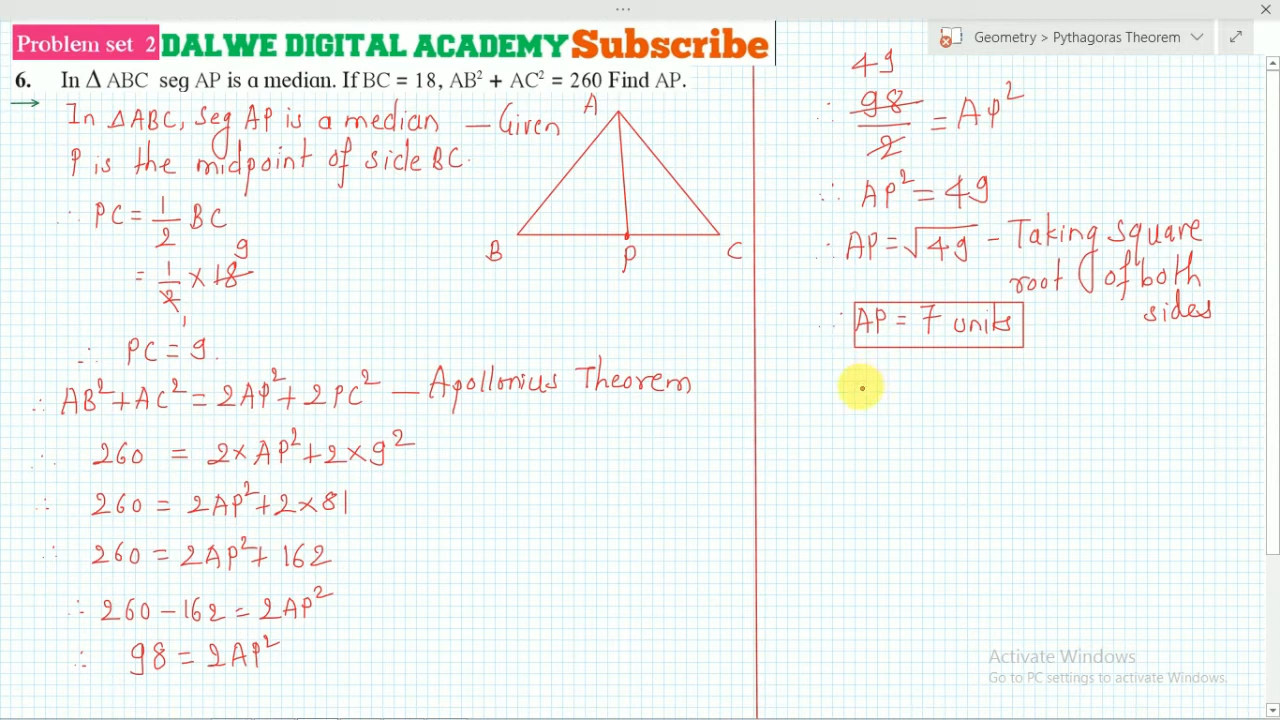 Problem set 2 DALWE DIGITAL ACADEMY Subscribe
Geometry > Pythagoras Theorem
6. In Δ ABC seg AP is a median. If BC = 18, AB² + AC² = 260 Find AP.
In ΔABC, seg AP is a median — Given
P is the midpoint of side BC.
∴ PC = 1/2 BC
9
= 1/2 × 18
1
∴ PC = 9.
∴ AB² + AC² = 2AP² + 2PC² — Apollonius Theorem
∴ 260 = 2 × AP² + 2 × 9²
∴ 260 = 2AP² + 2 × 81
∴ 260 = 2AP² + 162
∴ 260 − 162 = 2AP²
∴ 98 = 2AP²
A
B
P
C
49
∴ 98/2 = AP²
∴ AP² = 49
∴ AP = √49 – Taking square
root of both
sides
∴ AP = 7 units
Activate Windows
Go to PC settings to activate Windows.